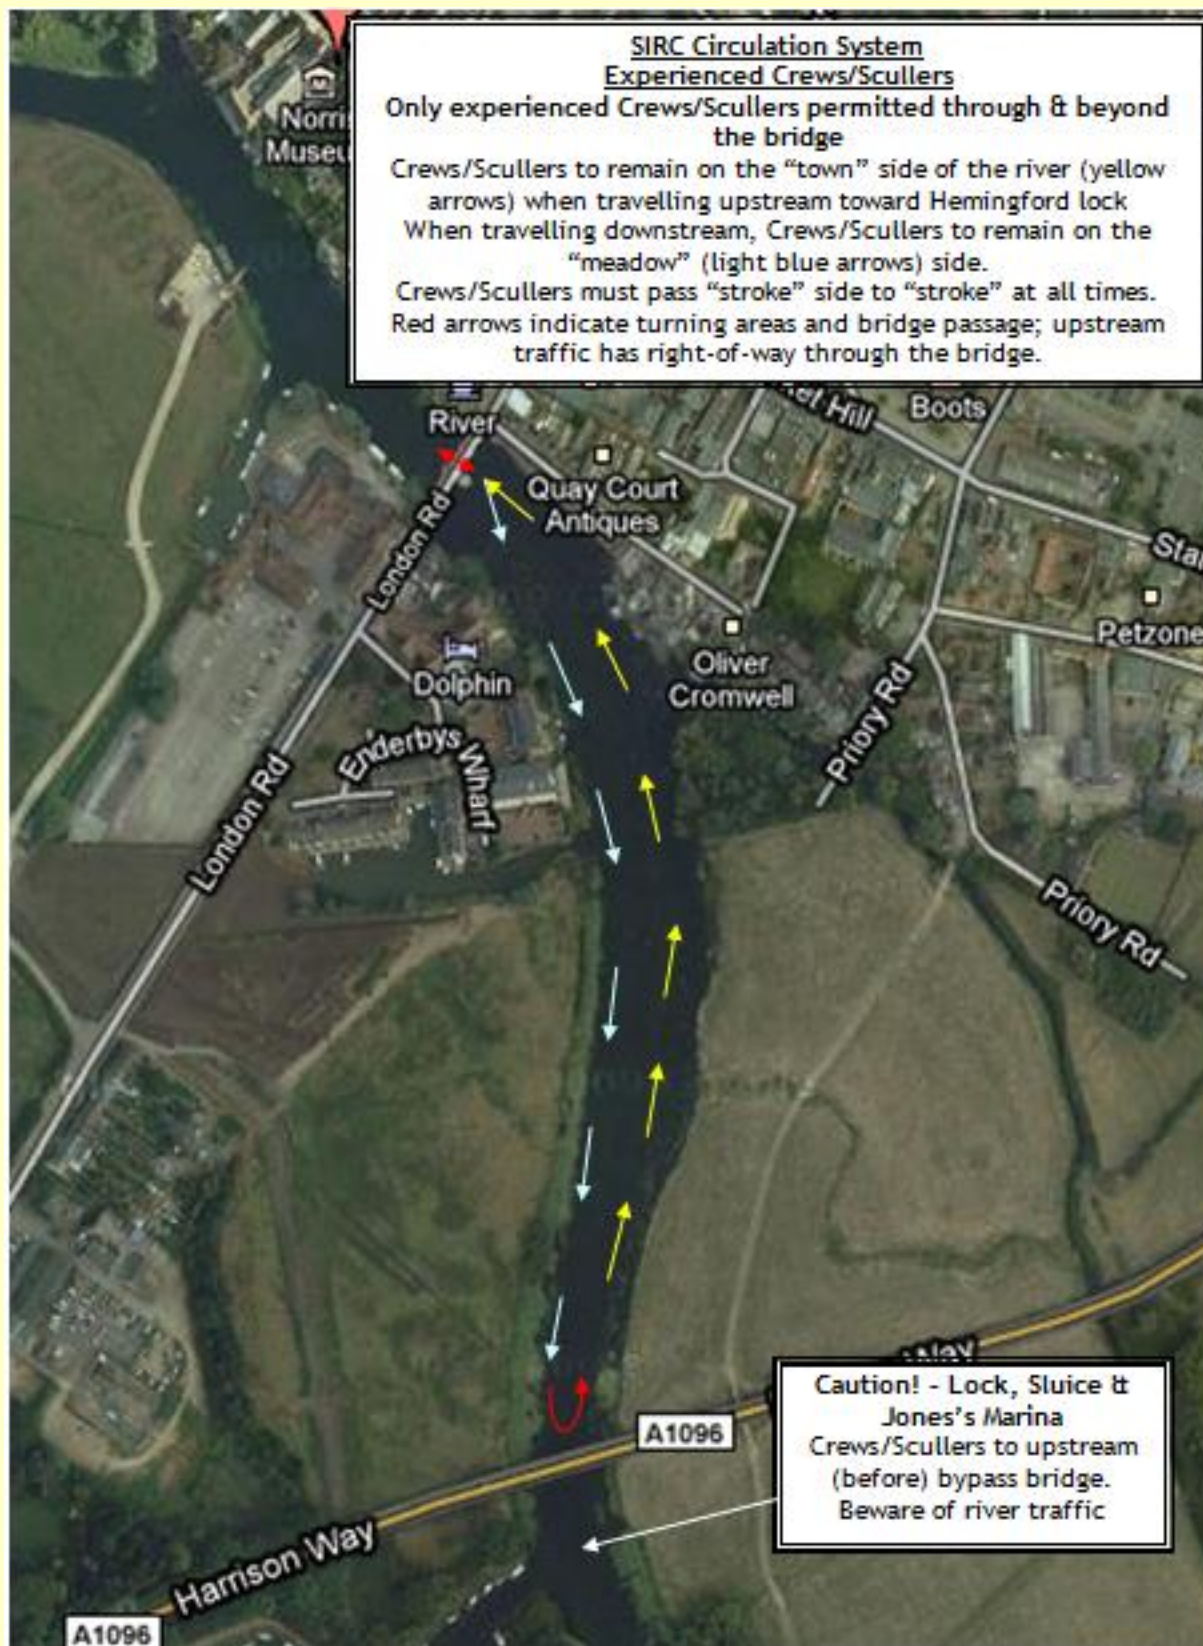 SIRC Circulation System
Experienced Crews/Scullers
Only experienced Crews/Scullers permitted through & beyond
the bridge
Crews/Scullers to remain on the “town” side of the river (yellow
arrows) when travelling upstream toward Hemingford lock
When travelling downstream, Crews/Scullers to remain on the
“meadow” (light blue arrows) side.
Crews/Scullers must pass “stroke” side to “stroke” at all times.
Red arrows indicate turning areas and bridge passage; upstream
traffic has right-of-way through the bridge.
Norris
Museu
River
ket Hill
Boots
Quay Court
Antiques
London Rd
Sta
Petzone
Oliver
Cromwell
Dolphin
Priory Rd
Enderbys Wharf
London Rd
Priory Rd
Way
Caution! - Lock, Sluice &
Jones’s Marina
Crews/Scullers to upstream
(before) bypass bridge.
Beware of river traffic
A1096
Harrison Way
A1096